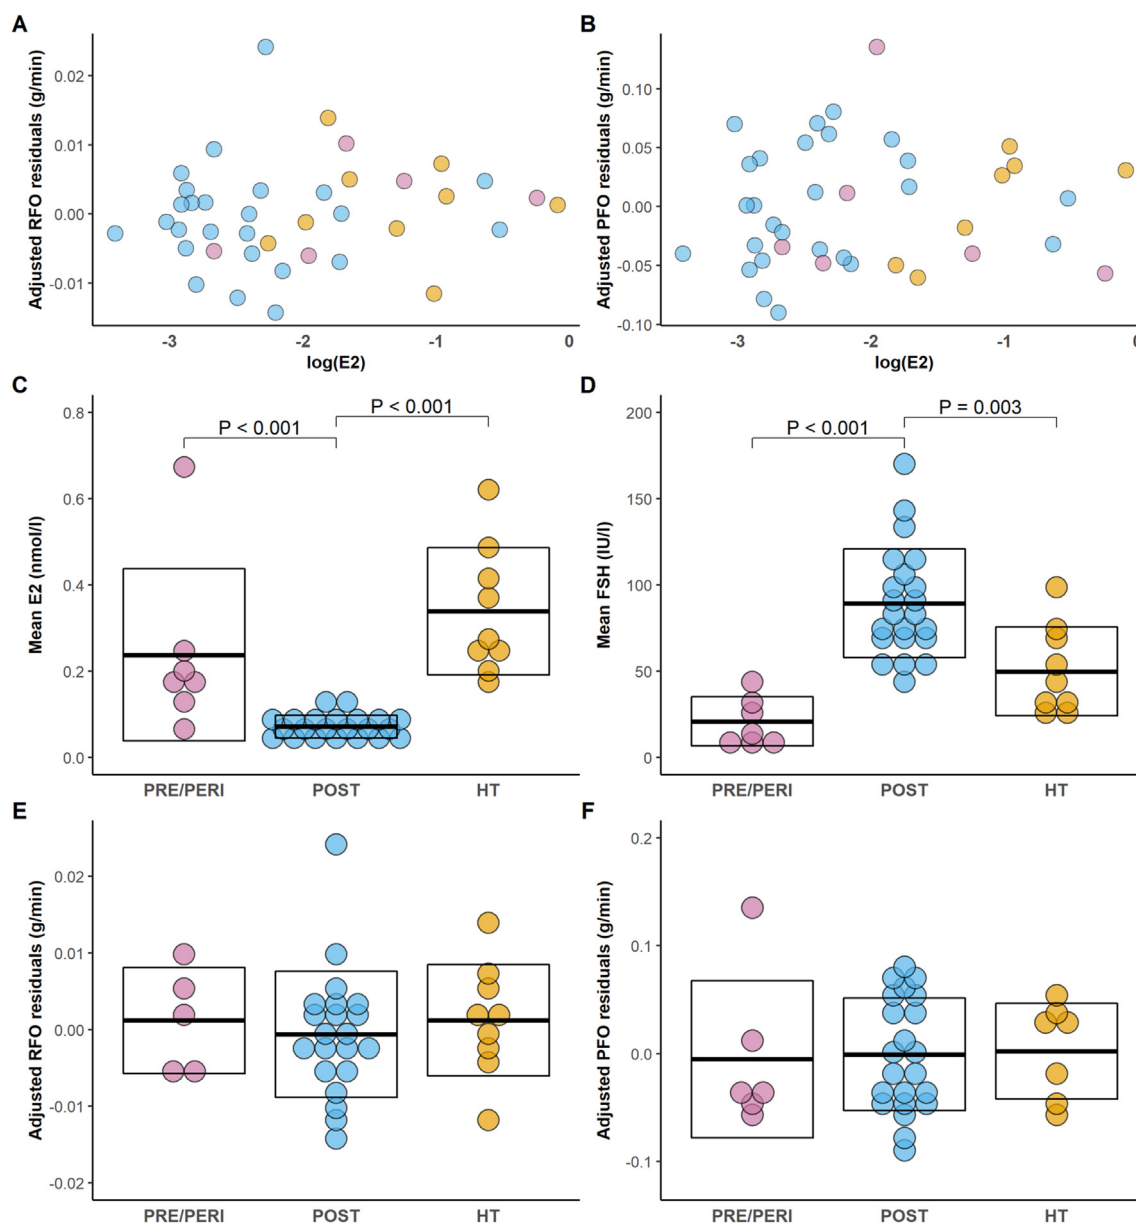 A
Adjusted RFO residuals (g/min)
0.02
0.01
0.00
-0.01
-3 -2 -1 0
log(E2)
B
Adjusted PFO residuals (g/min)
0.10
0.05
0.00
-0.05
-0.10
-3 -2 -1 0
log(E2)
C
Mean E2 (nmol/l)
0.8
0.6
0.4
0.2
0.0
P < 0.001
P < 0.001
PRE/PERI POST HT
D
Mean FSH (IU/l)
200
150
100
50
0
P < 0.001
P = 0.003
PRE/PERI POST HT
E
Adjusted RFO residuals (g/min)
0.02
0.01
0.00
-0.01
-0.02
PRE/PERI POST HT
F
Adjusted PFO residuals (g/min)
0.2
0.1
0.0
-0.1
PRE/PERI POST HT